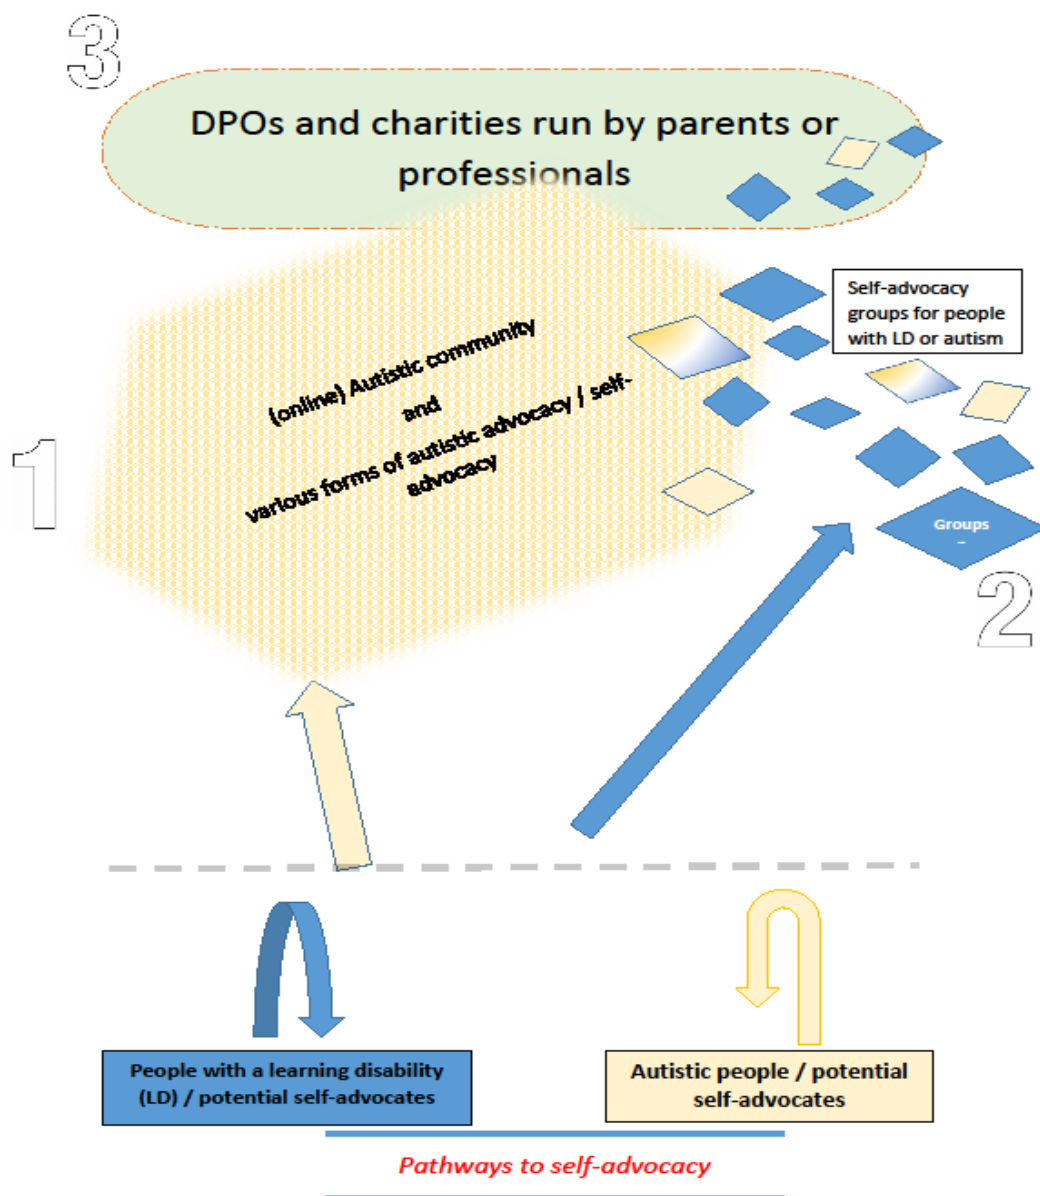 3
DPOs and charities run by parents or
professionals
Self-advocacy
groups for people
with LD or autism
(online) Autistic community
and
various forms of autistic advocacy / self-
advocacy
1
Groups
–
2
People with a learning disability
(LD) / potential self-advocates
Autistic people / potential
self-advocates
Pathways to self-advocacy